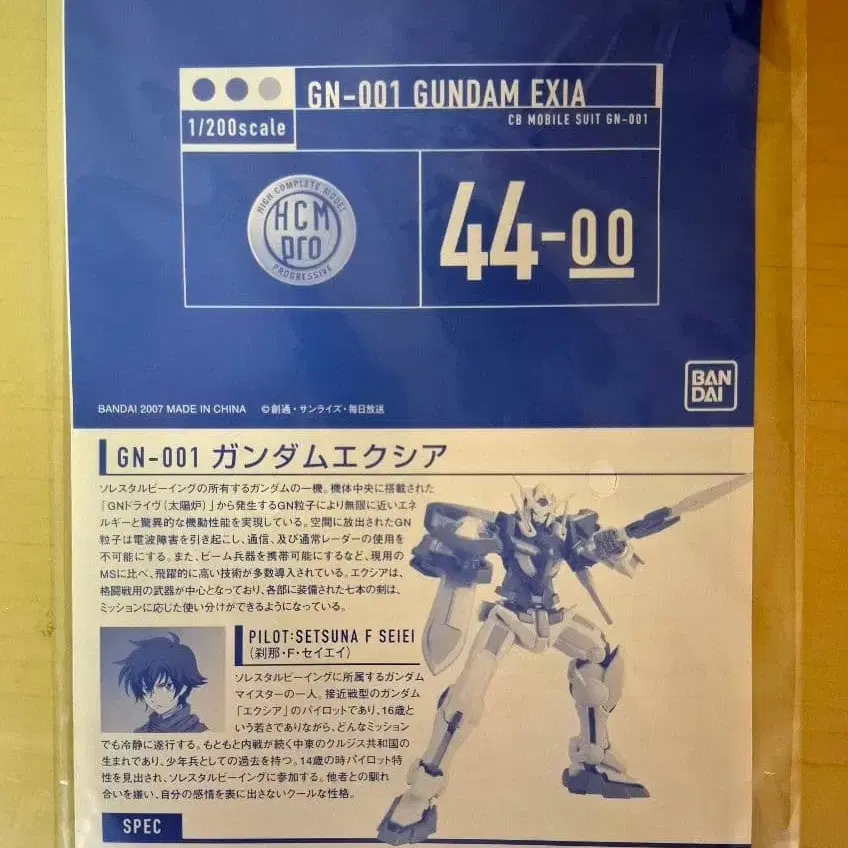 GN-001 GUNDAM EXIA
CB MOBILE SUIT GN-001
1/200scale
HIGH COMPLETE MODEL
HCM
pro
PROGRESSIVE
44-00
BAN
DAI
BANDAI 2007 MADE IN CHINA ©創通・サンライズ・毎日放送
GN-001 ガンダムエクシア
ソレスタルビーイングの所有するガンダムの一機。機体中央に搭載された
「GNドライヴ(太陽炉)」から発生するGN粒子により無限に近いエネ
ルギーと驚異的な機動性能を実現している。空間に放出されたGN
粒子は電波障害を引き起こし、通信、及び通常レーダーの使用を
不可能にする。また、ビーム兵器を携帯可能にするなど、現用の
MSに比べ、飛躍的に高い技術が多数導入されている。エクシアは、
格闘戦用の武器が中心となっており、各部に装備された七本の剣は、
ミッションに応じた使い分けができるようになっている。
PILOT:SETSUNA F SEIEI
(刹那・F・セイエイ)
ソレスタルビーイングに所属するガンダム
マイスターの一人。接近戦型のガンダム
「エクシア」のパイロットであり、16歳と
いう若さでありながら、どんなミッション
でも冷静に遂行する。もともと内戦が続く中東のクルジス共和国の
生まれであり、少年兵としての過去を持つ。14歳の時パイロット特
性を見出され、ソレスタルビーイングに参加する。他者との馴れ
合いを嫌い、自分の感情を表に出さないクールな性格。
SPEC